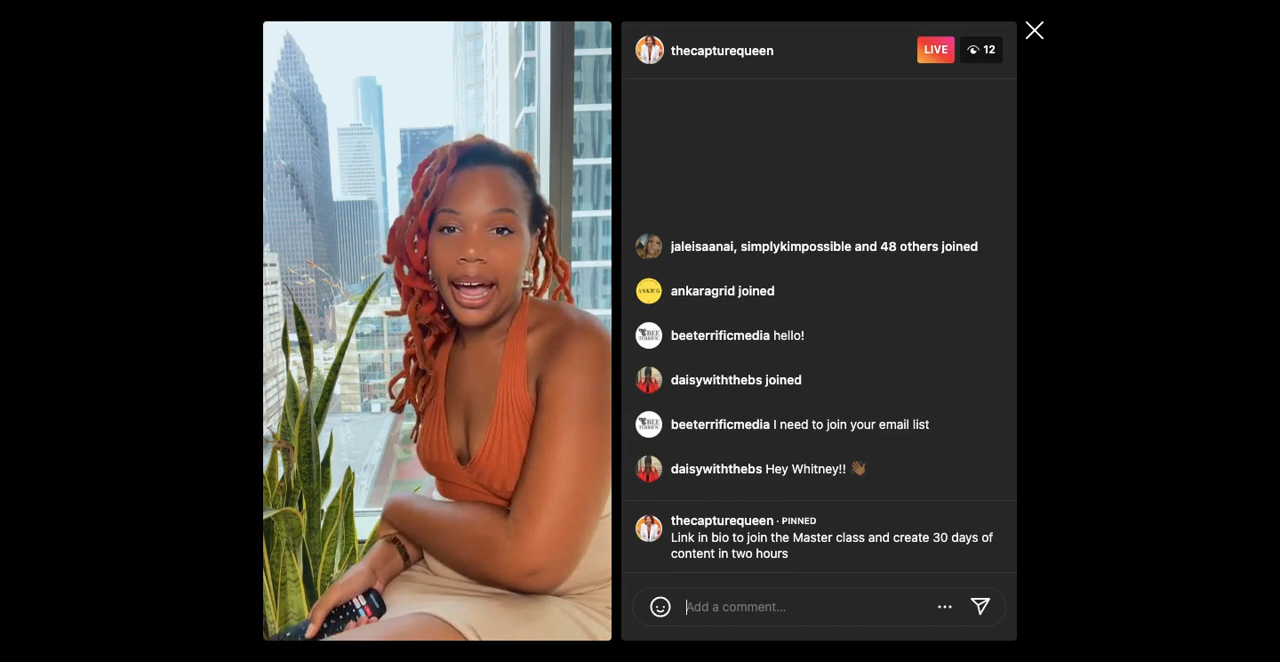 thecapturequeen
LIVE
12
jaleisaanai, simplykimpossible and 48 others joined
ankaragrid joined
beeterrificmedia hello!
daisywiththebs joined
beeterrificmedia I need to join your email list
daisywiththebs Hey Whitney!! 👋🏾
thecapturequeen · PINNED
Link in bio to join the Master class and create 30 days of
content in two hours
Add a comment...